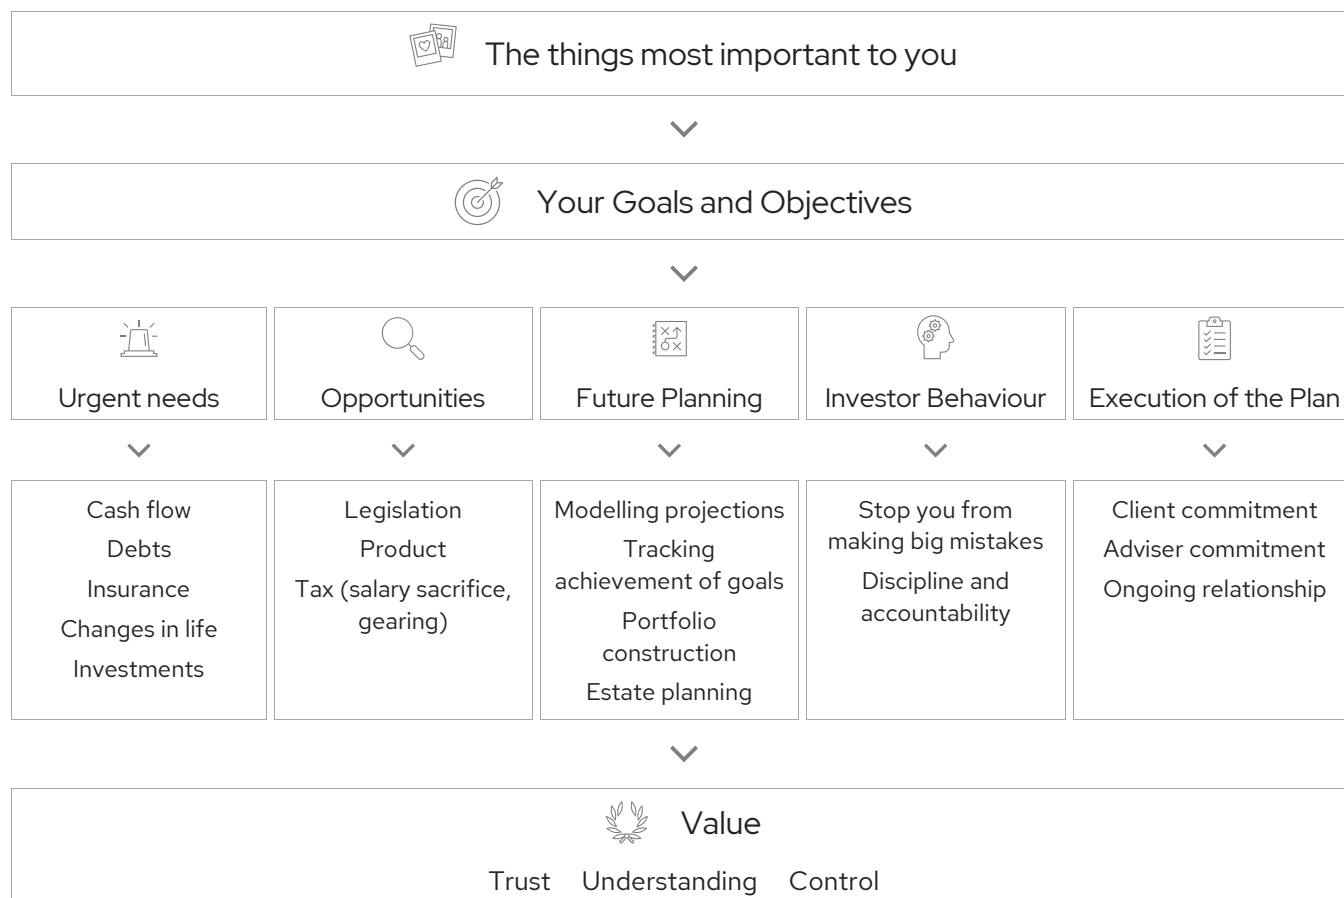 The things most important to you
Your Goals and Objectives
Urgent needs
Opportunities
Future Planning
Investor Behaviour
Execution of the Plan
Cash flow
Debts
Insurance
Changes in life
Investments
Legislation
Product
Tax (salary sacrifice,
gearing)
Modelling projections
Tracking
achievement of goals
Portfolio
construction
Estate planning
Stop you from
making big mistakes
Discipline and
accountability
Client commitment
Adviser commitment
Ongoing relationship
Value
Trust Understanding Control